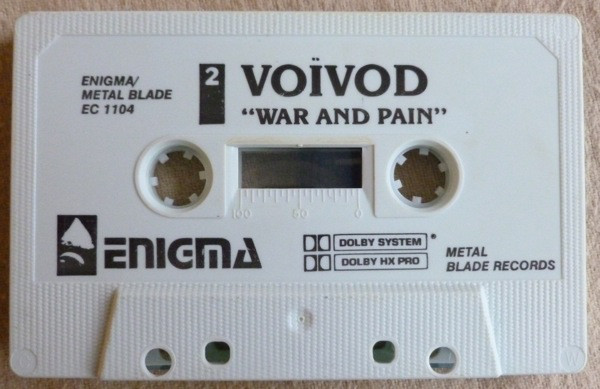 ENIGMA/
METAL BLADE
EC 1104
2
VOÏVOD
"WAR AND PAIN"
100 50 0
ENIGMA
DOLBY SYSTEM®
DOLBY HX PRO
METAL
BLADE RECORDS